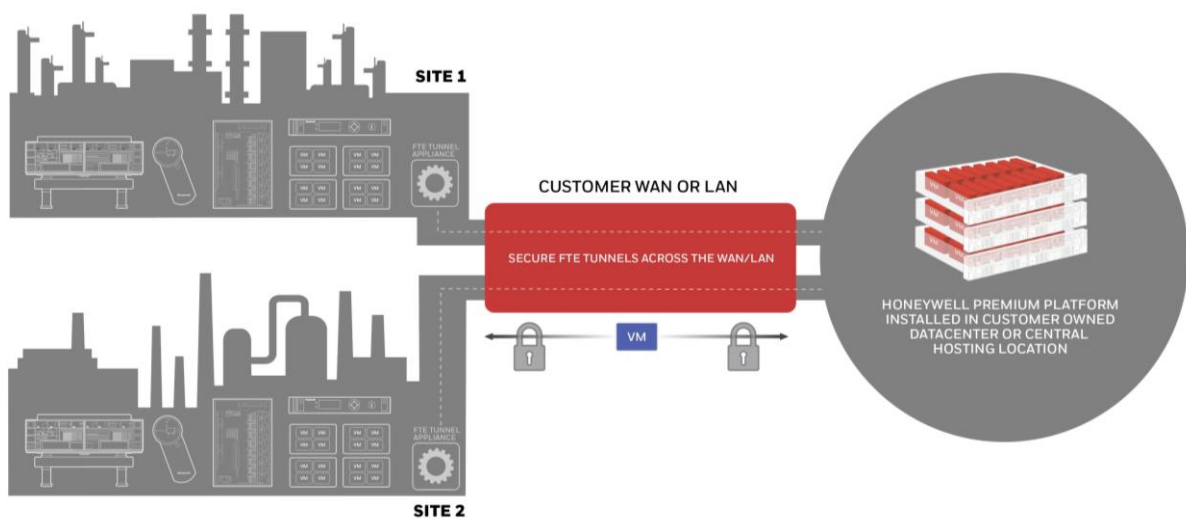 SITE 1
FTE TUNNEL
APPLIANCE
VM VM VM VM
VM VM VM VM
VM VM VM VM
VM VM VM VM
CUSTOMER WAN OR LAN
SECURE FTE TUNNELS ACROSS THE WAN/LAN
VM
VM
VM
VM
HONEYWELL PREMIUM PLATFORM
INSTALLED IN CUSTOMER OWNED
DATACENTER OR CENTRAL
HOSTING LOCATION
FTE TUNNEL
APPLIANCE
VM VM VM VM
VM VM VM VM
VM VM VM VM
VM VM VM VM
SITE 2